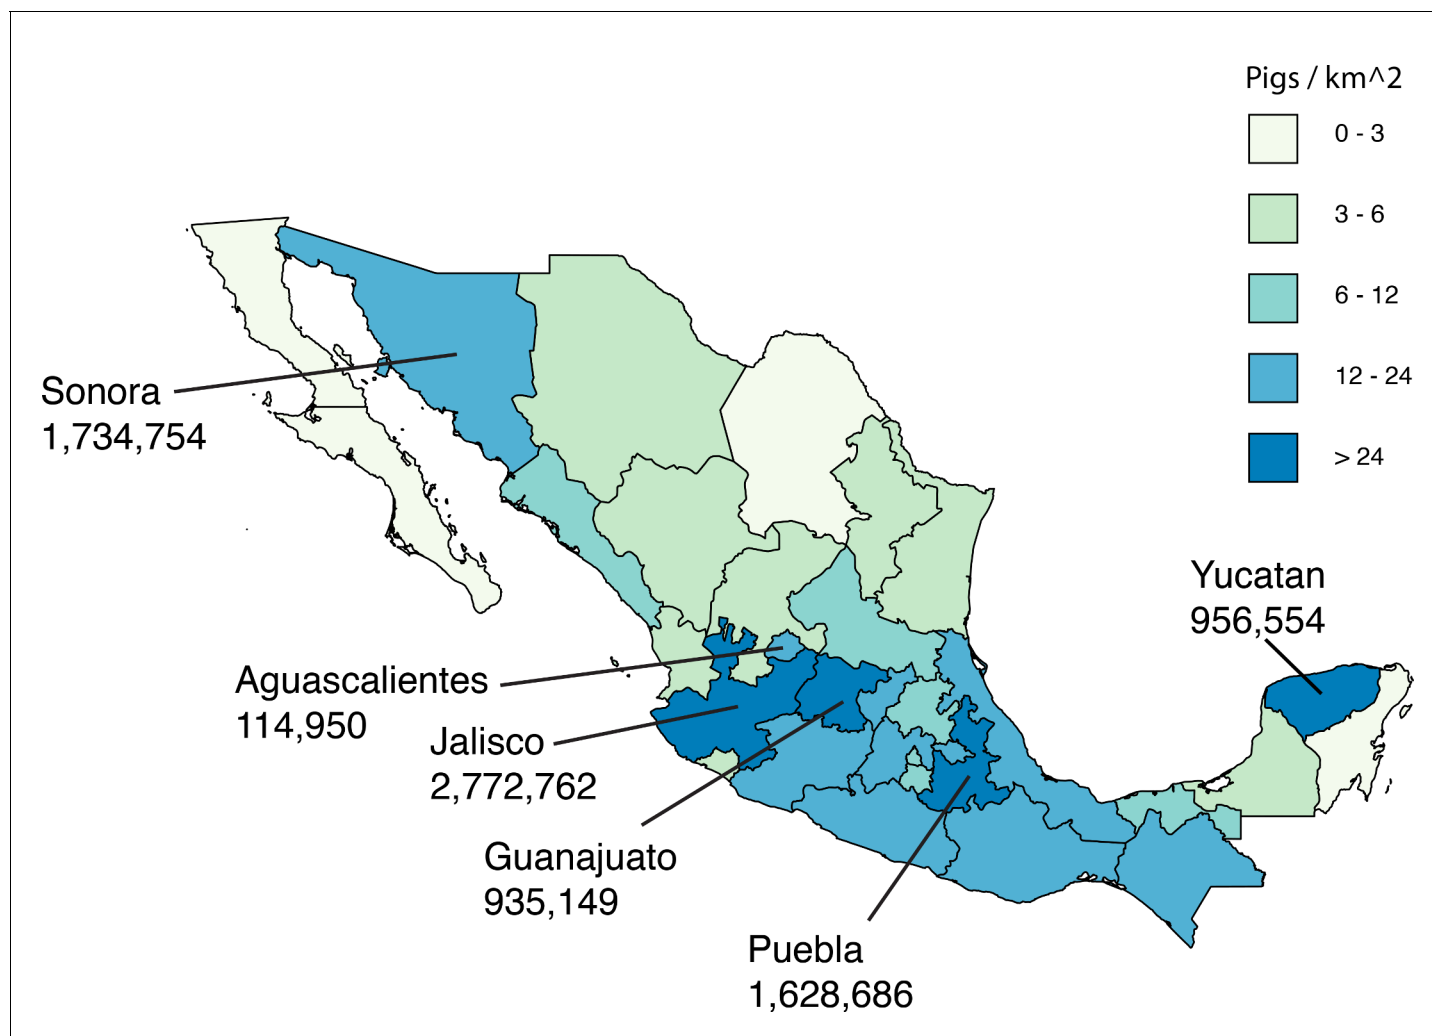 Pigs / km^2
0 - 3
3 - 6
6 - 12
12 - 24
> 24
Sonora
1,734,754
Yucatan
956,554
Aguascalientes
114,950
Jalisco
2,772,762
Guanajuato
935,149
Puebla
1,628,686